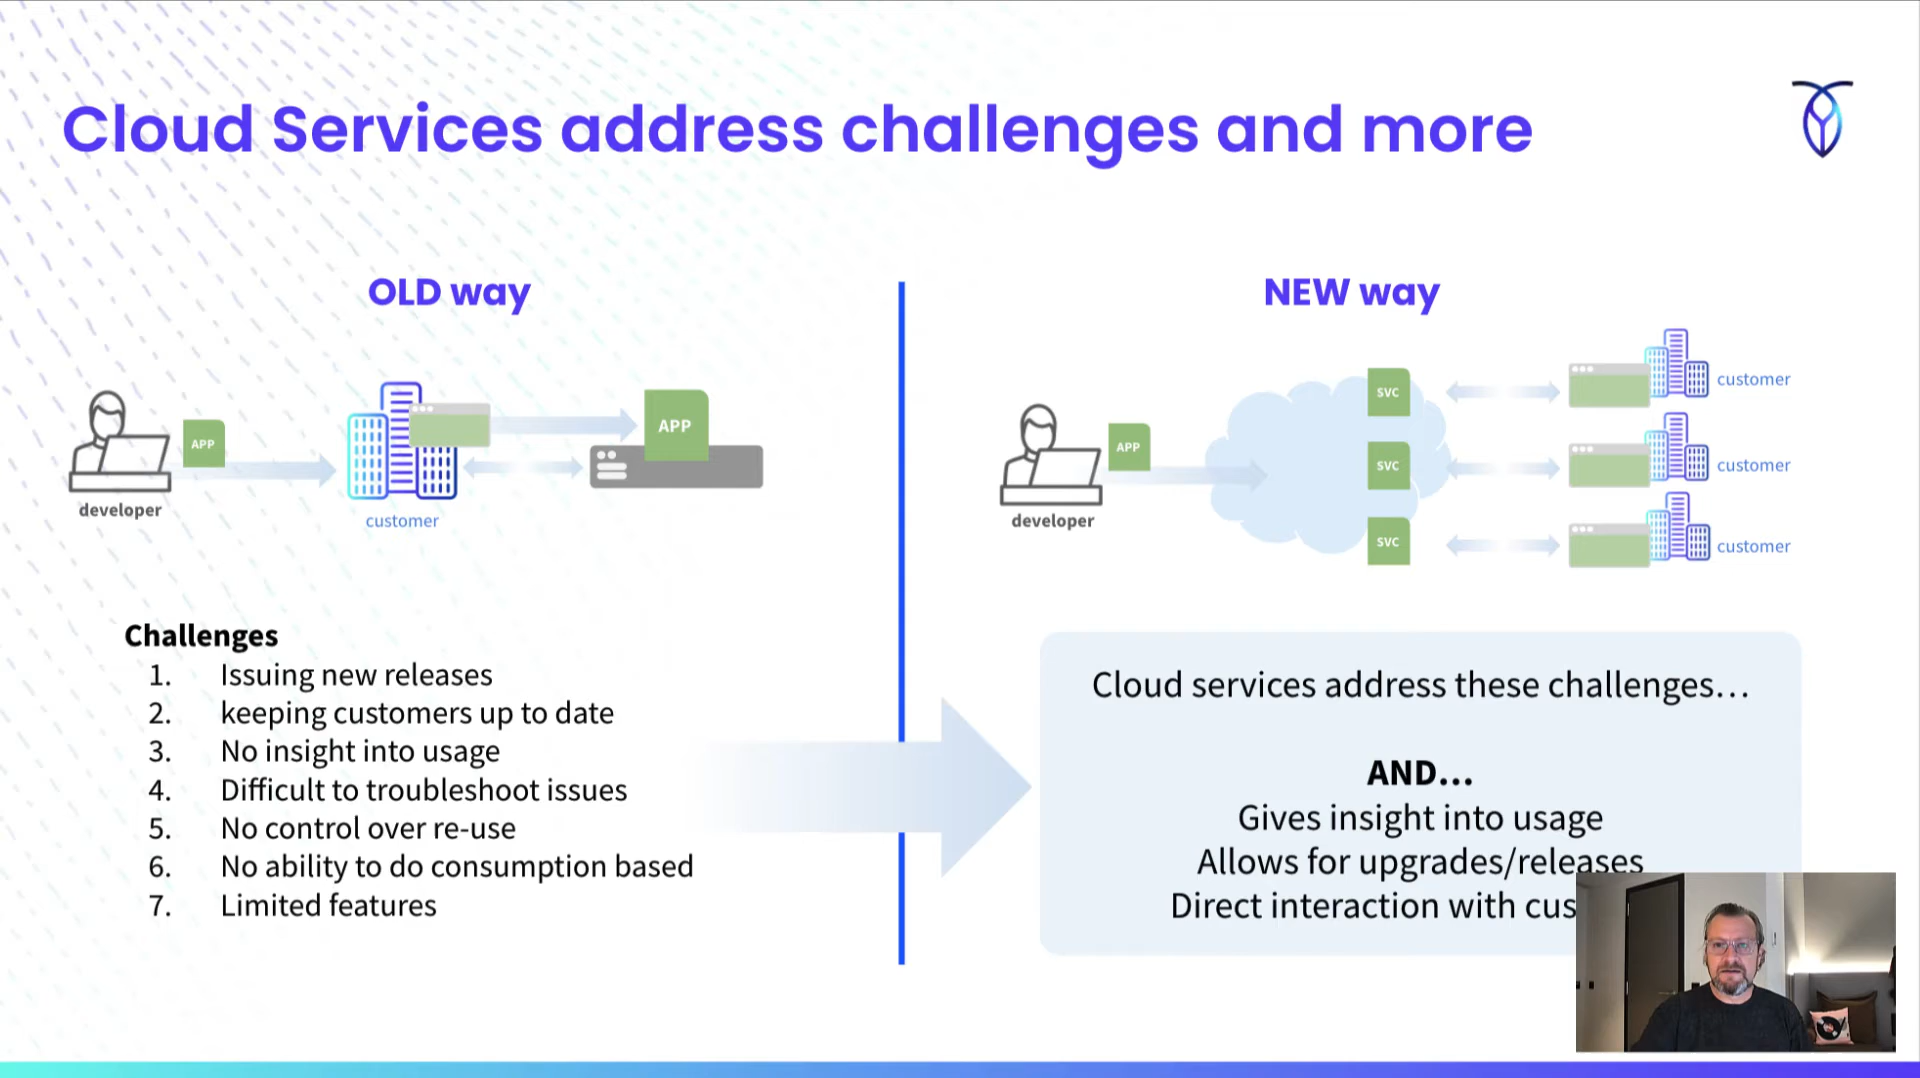 Cloud Services address challenges and more
OLD way
APP
developer
customer
APP
Challenges
1. Issuing new releases
2. keeping customers up to date
3. No insight into usage
4. Difficult to troubleshoot issues
5. No control over re-use
6. No ability to do consumption based
7. Limited features
NEW way
APP
developer
SVC
customer
SVC
customer
SVC
customer
Cloud services address these challenges…
AND…
Gives insight into usage
Allows for upgrades/releases
Direct interaction with